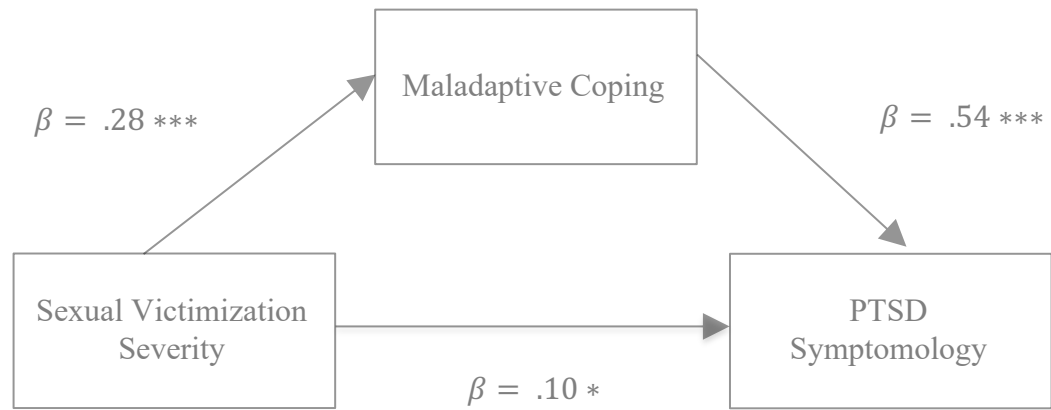 Maladaptive Coping
β = .28 ***
β = .54 ***
Sexual Victimization
Severity
PTSD
Symptomology
β = .10 *